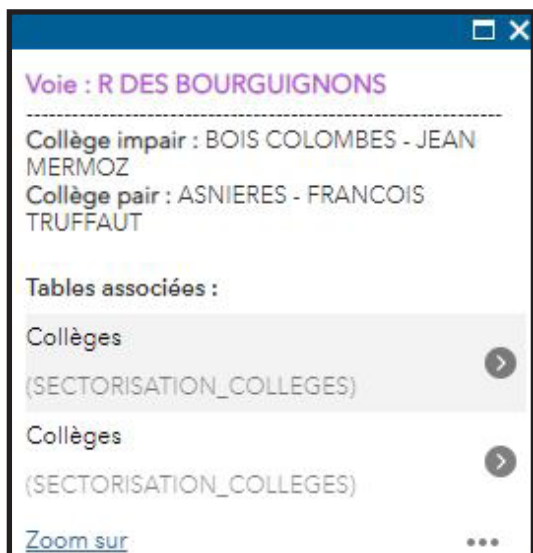 Voie : R DES BOURGUIGNONS
Collège impair : BOIS COLOMBES - JEAN
MERMOZ
Collège pair : ASNIERES - FRANCOIS
TRUFFAUT
Tables associées :
Collèges
(SECTORISATION_COLLEGES)
Collèges
(SECTORISATION_COLLEGES)
Zoom sur